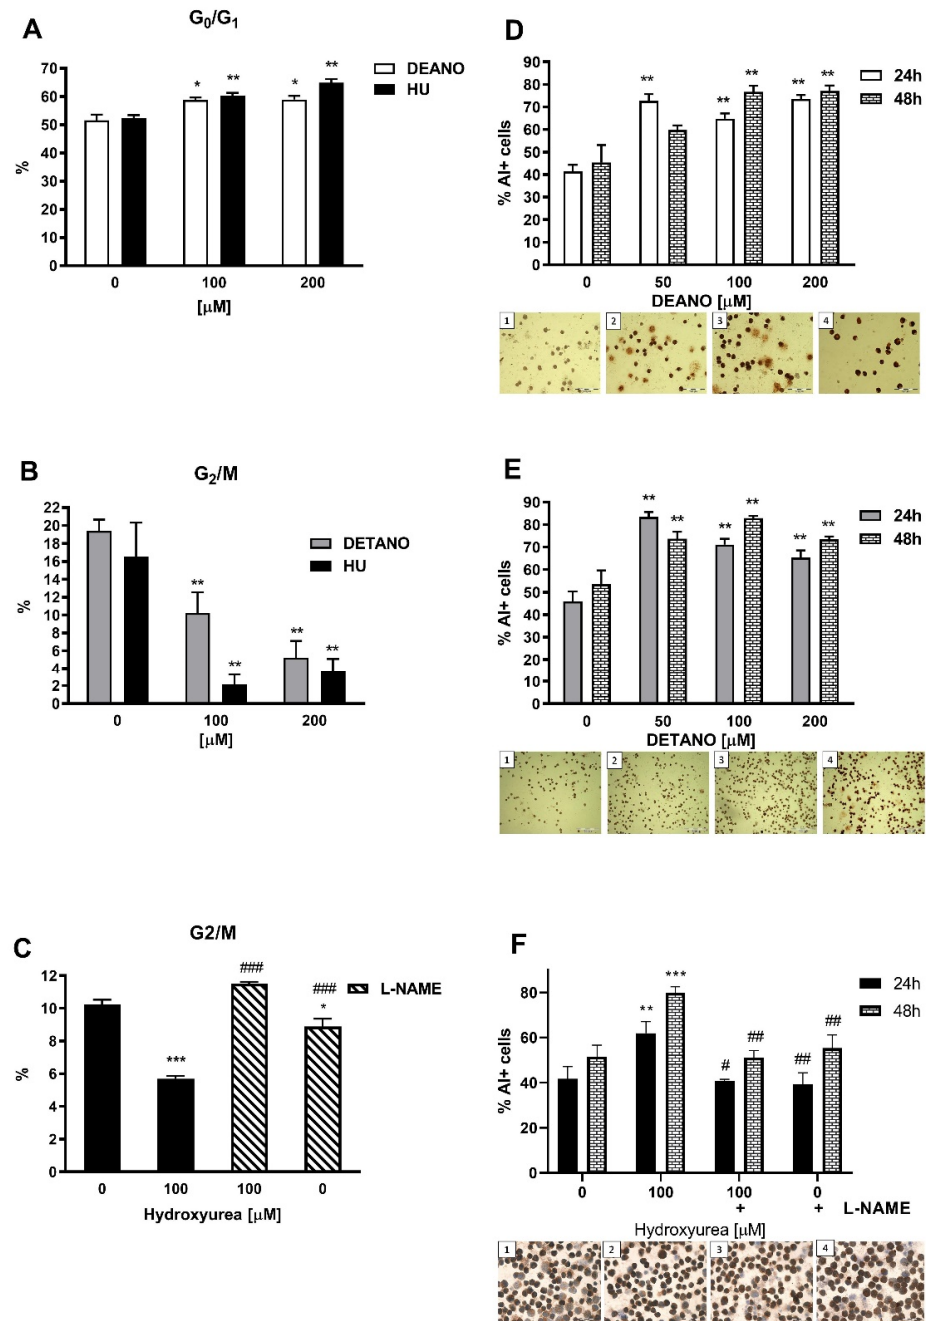 A
G₀/G₁
DEANO
HU
70
60
50
40
30
20
10
0
%
* ** * **
0 100 200
[µM]
B
G₂/M
DETANO
HU
22
20
18
16
14
12
10
8
6
4
2
0
%
** ** ** **
0 100 200
[µM]
C
G2/M
L-NAME
12
10
8
6
4
2
0
%
*** ### ### *
0 100 100 0
Hydroxyurea [µM]
D
24h
48h
90
80
70
60
50
40
30
20
10
0
% AI+ cells
** ** ** ** **
0 50 100 200
DEANO [µM]
1 2 3 4
E
24h
48h
90
80
70
60
50
40
30
20
10
0
% AI+ cells
** ** ** ** ** **
0 50 100 200
DETANO [µM]
1 2 3 4
F
24h
48h
80
60
40
20
0
% AI+ cells
** *** # ## ## ##
0 100 100 0
+ + L-NAME
Hydroxyurea [µM]
1 2 3 4